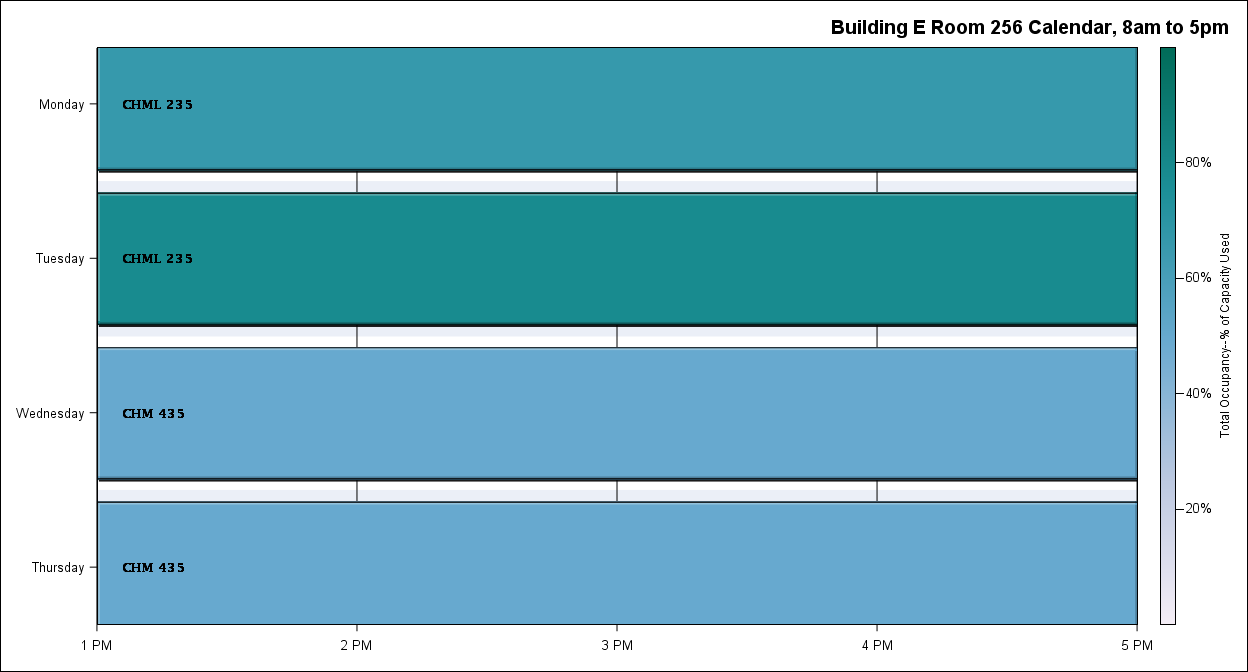 Building E Room 256 Calendar, 8am to 5pm
Monday
CHML 235
80%
Tuesday
CHML 235
60%
Total Occupancy--% of Capacity Used
40%
Wednesday
CHM 435
20%
Thursday
CHM 435
1 PM 2 PM 3 PM 4 PM 5 PM